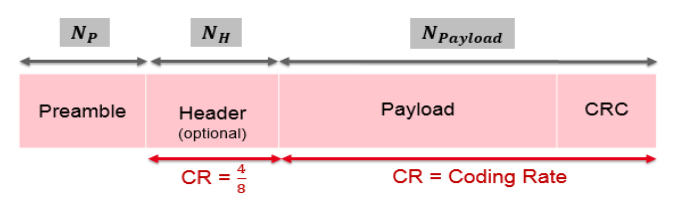 N_P N_H N_Payload
Preamble Header Payload CRC
(optional)
CR = 4/8 CR = Coding Rate